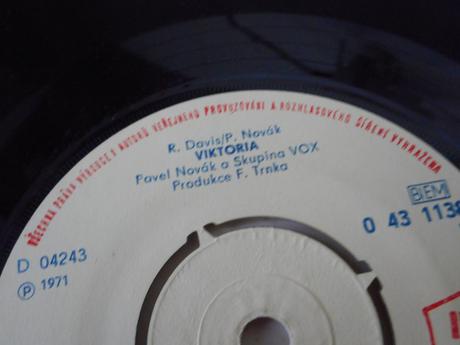 VŠECHNA PRÁVA VÝROBCE I AUTORŮ VEŘEJNÉHO PROVOZOVÁNÍ A ROZHLASOVÉHO ŠÍŘENÍ VYHRAZENA
R. Davis/P. Novák
VIKTORIA
Pavel Novák a Skupina VOX
Produkce F. Trnka
BEM
0 43 113
D 04243
Ⓟ 1971